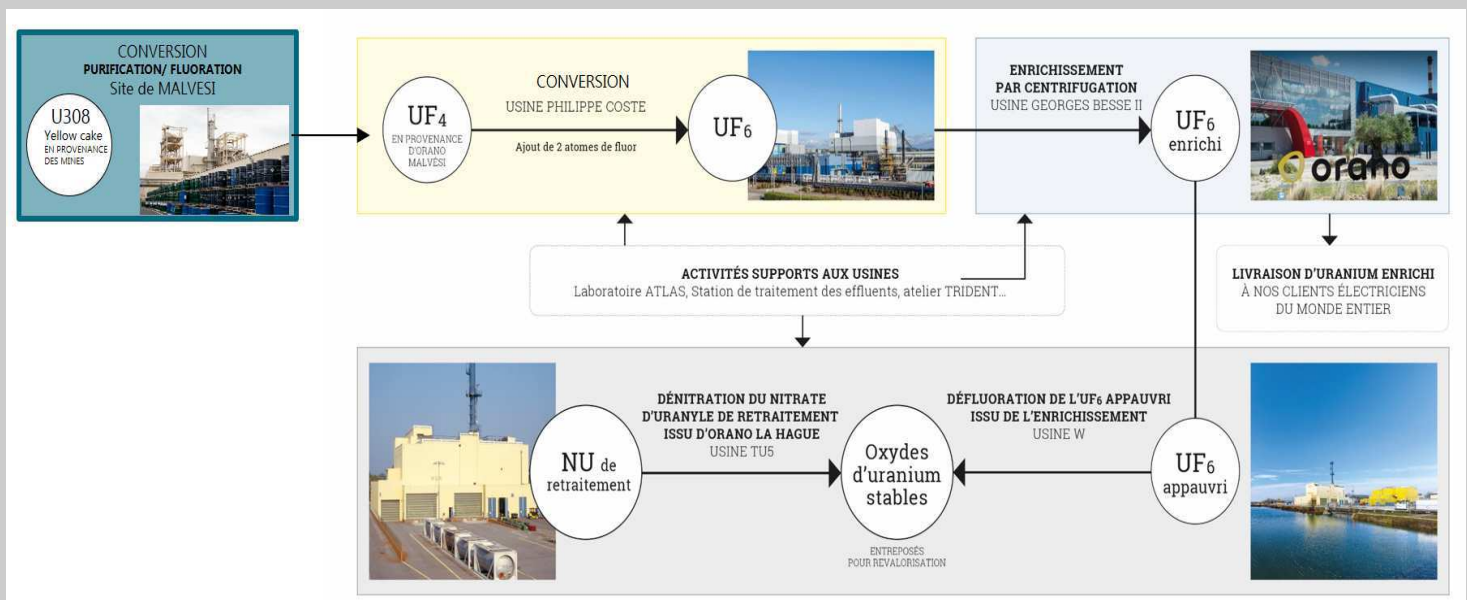 CONVERSION
PURIFICATION/ FLUORATION
Site de MALVESI
U308
Yellow cake
EN PROVENANCE
DES MINES
UF₄
EN PROVENANCE
D'ORANO
MALVÉSI
CONVERSION
USINE PHILIPPE COSTE
Ajout de 2 atomes de fluor
UF₆
ENRICHISSEMENT
PAR CENTRIFUGATION
USINE GEORGES BESSE II
UF₆
enrichi
orano
ACTIVITÉS SUPPORTS AUX USINES
Laboratoire ATLAS, Station de traitement des effluents, atelier TRIDENT...
LIVRAISON D'URANIUM ENRICHI
À NOS CLIENTS ÉLECTRICIENS
DU MONDE ENTIER
NU de
retraitement
DÉNITRATION DU NITRATE
D'URANYLE DE RETRAITEMENT
ISSU D'ORANO LA HAGUE
USINE TU5
Oxydes
d'uranium
stables
ENTREPOSÉS
POUR REVALORISATION
DÉFLUORATION DE L'UF₆ APPAUVRI
ISSU DE L'ENRICHISSEMENT
USINE W
UF₆
appauvri